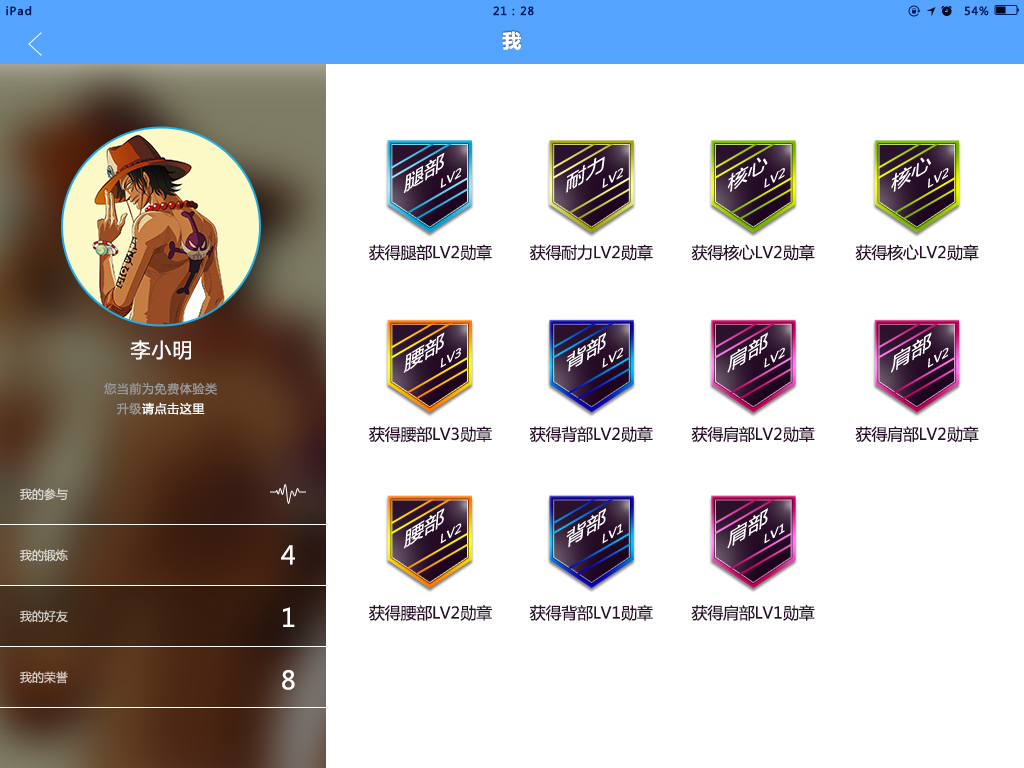 iPad
21：28
54%
我
李小明
您当前为免费体验类
升级请点击这里
我的参与
我的锻炼
4
我的好友
1
我的荣誉
8
腿部
LV2
耐力
LV2
核心
LV2
核心
LV2
获得腿部LV2勋章
获得耐力LV2勋章
获得核心LV2勋章
获得核心LV2勋章
腰部
LV3
背部
LV2
肩部
LV2
肩部
LV2
获得腰部LV3勋章
获得背部LV2勋章
获得肩部LV2勋章
获得肩部LV2勋章
腰部
LV2
背部
LV1
肩部
LV1
获得腰部LV2勋章
获得背部LV1勋章
获得肩部LV1勋章